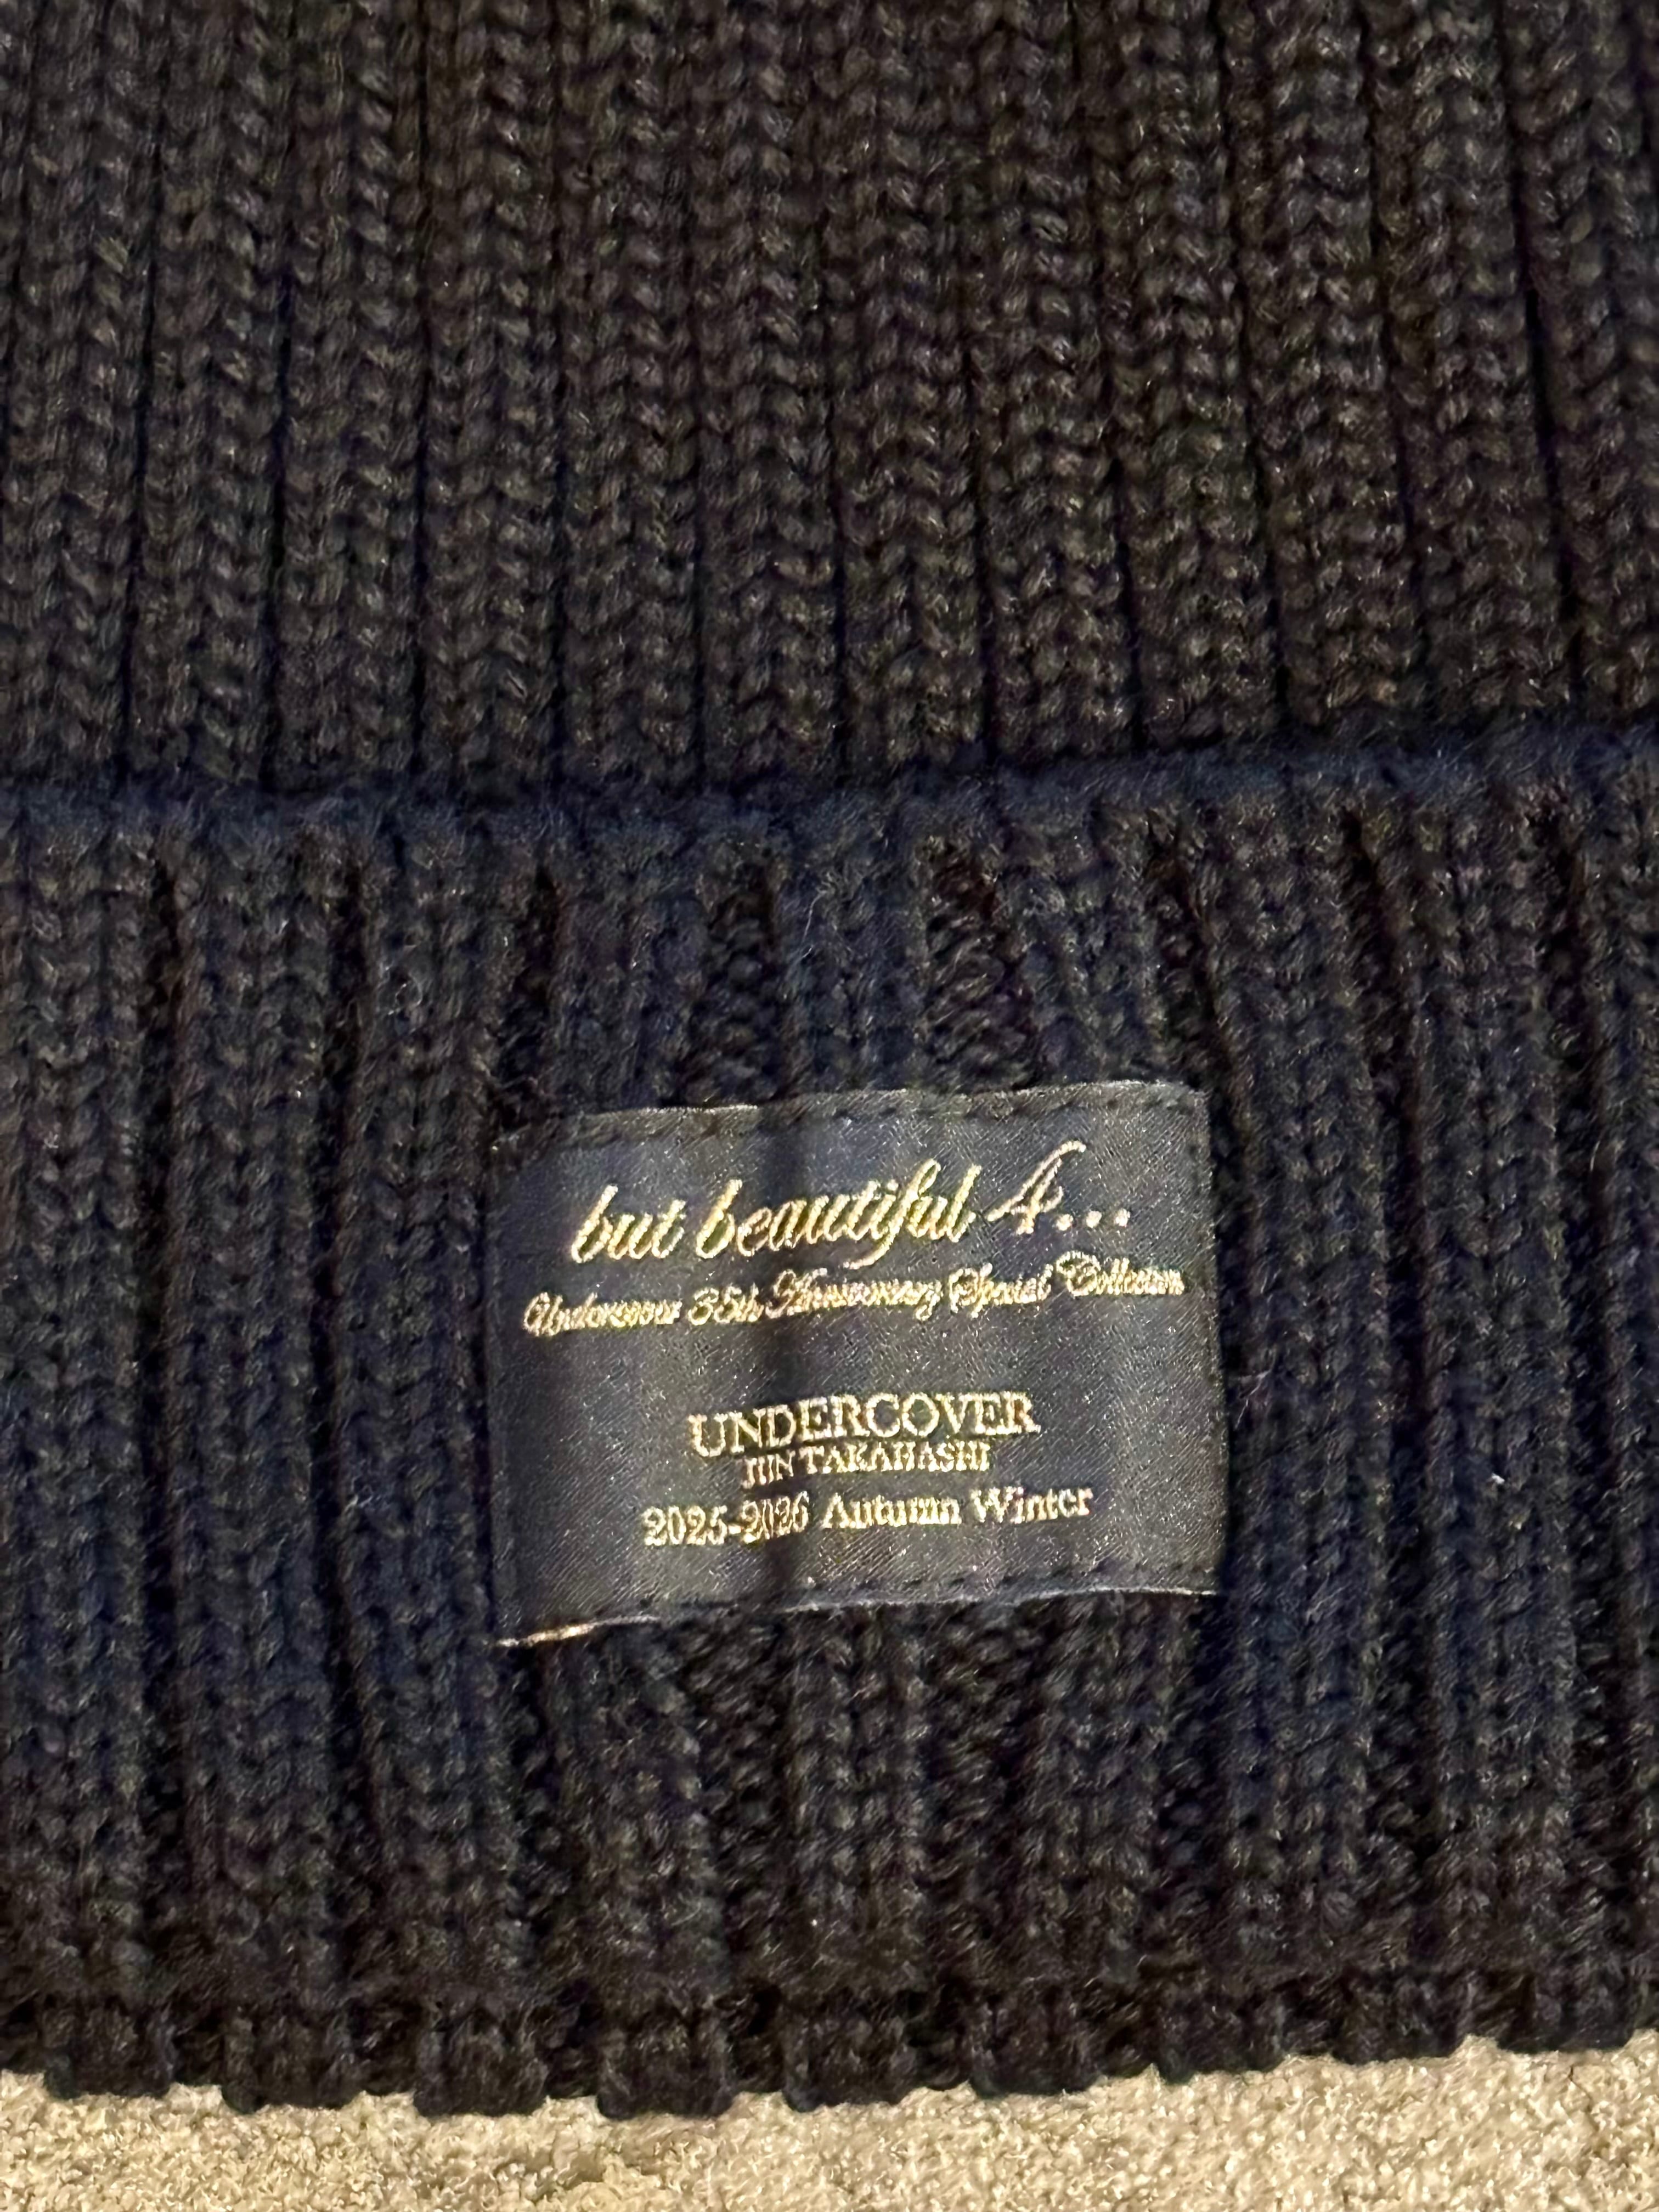 but beautiful 4...
Undercover 35th Anniversary Special Collection
UNDERCOVER
JUN TAKAHASHI
2025-2026 Autumn Winter